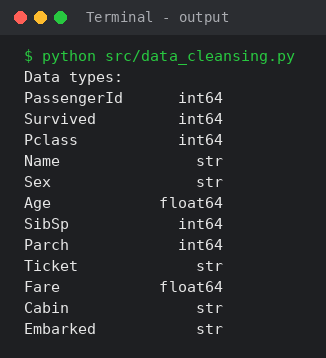 Terminal - output
$ python src/data_cleansing.py
Data types:
PassengerId      int64
Survived         int64
Pclass           int64
Name               str
Sex                str
Age            float64
SibSp            int64
Parch            int64
Ticket             str
Fare           float64
Cabin              str
Embarked           str